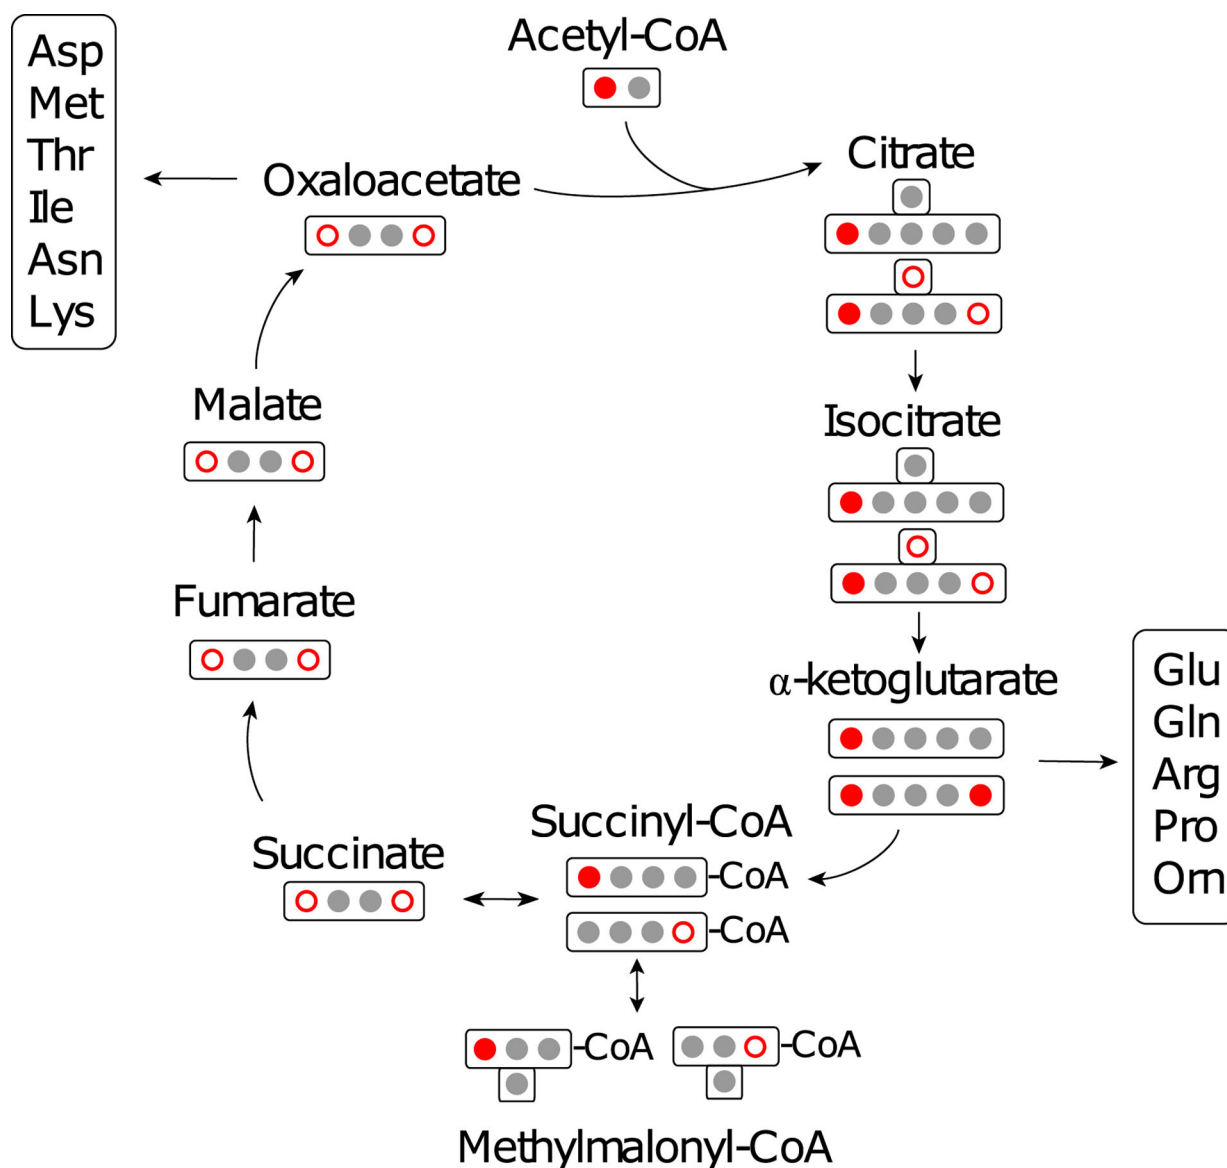 Acetyl-CoA
Citrate
Isocitrate
α-ketoglutarate
Glu
Gln
Arg
Pro
Orn
Succinyl-CoA
-CoA
-CoA
-CoA
-CoA
Methylmalonyl-CoA
Succinate
Fumarate
Malate
Oxaloacetate
Asp
Met
Thr
Ile
Asn
Lys